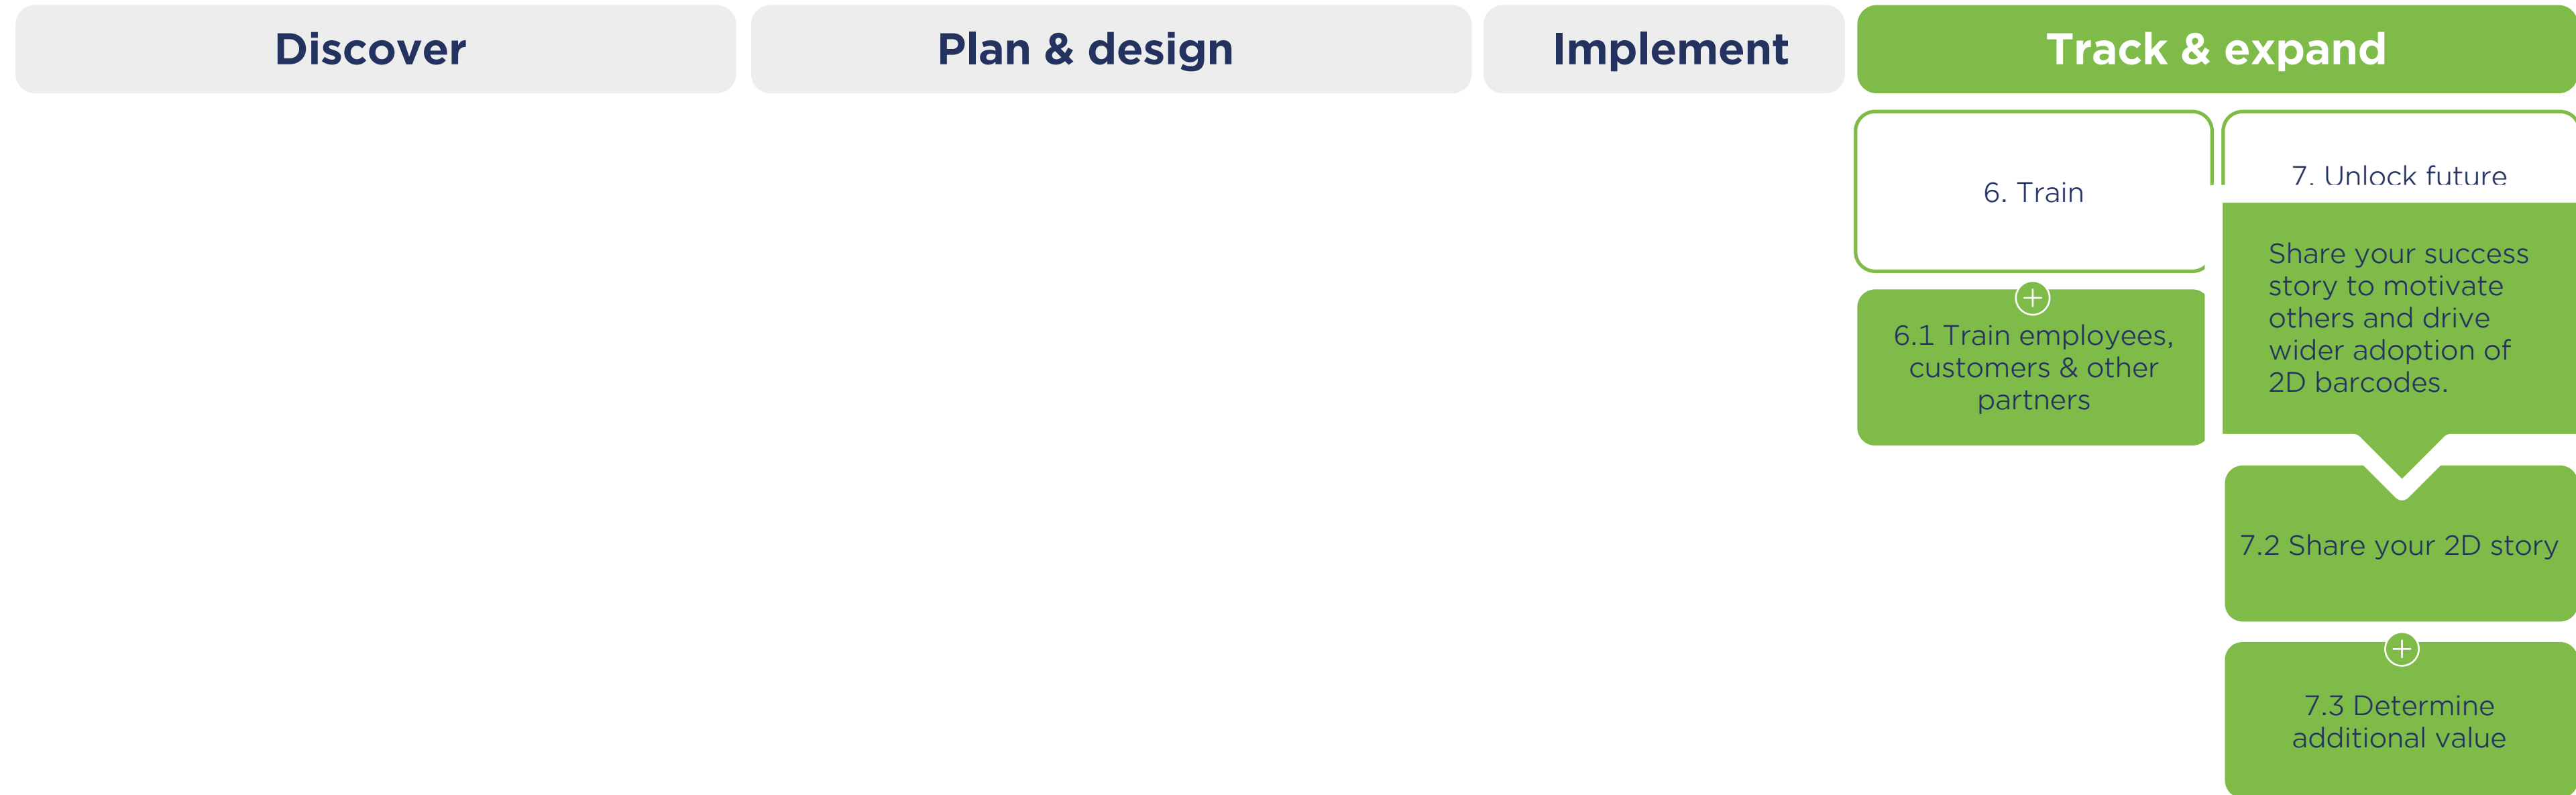 Discover
Plan & design
Implement
Track & expand
6. Train
7. Unlock future
6.1 Train employees,
customers & other
partners
Share your success
story to motivate
others and drive
wider adoption of
2D barcodes.
7.2 Share your 2D story
7.3 Determine
additional value